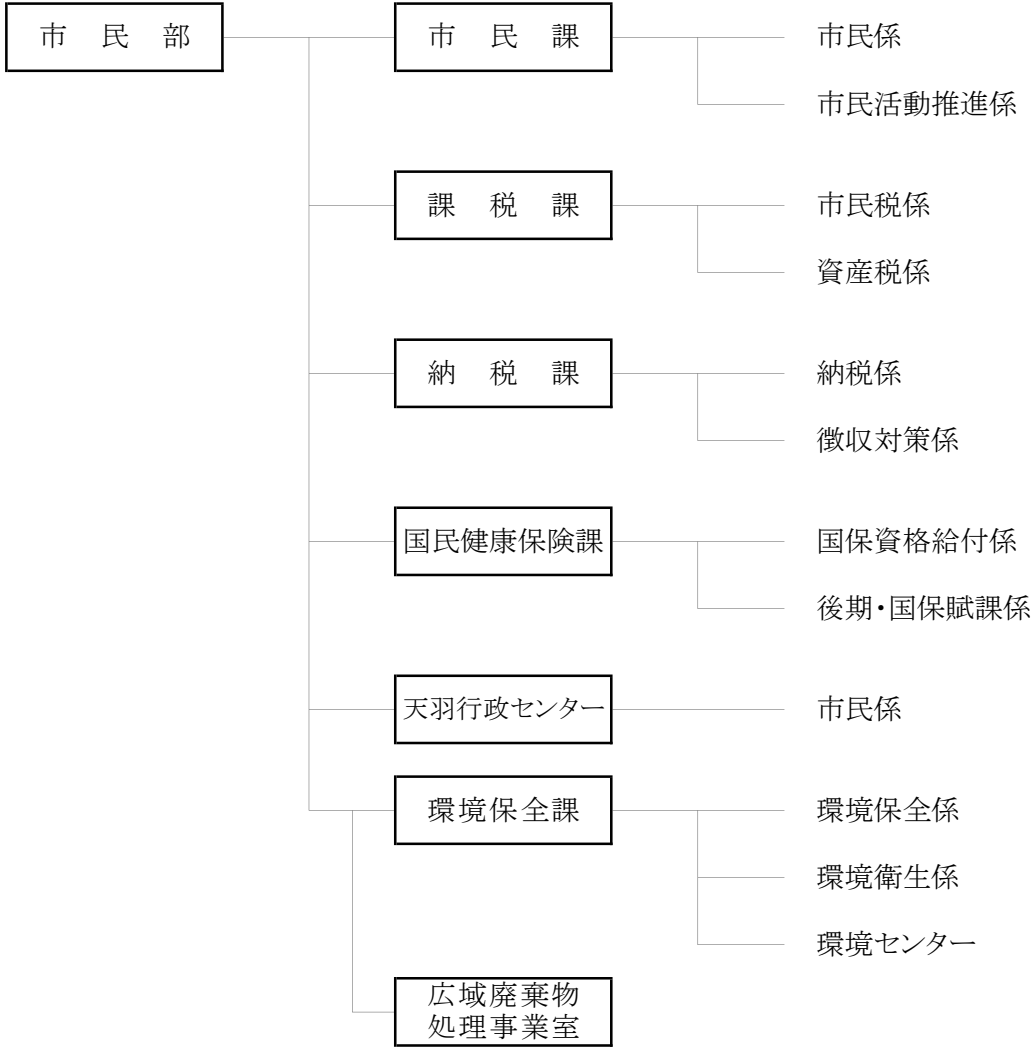 市民部
市民課
市民係
市民活動推進係
課税課
市民税係
資産税係
納税課
納税係
徴収対策係
国民健康保険課
国保資格給付係
後期・国保賦課係
天羽行政センター
市民係
環境保全課
環境保全係
環境衛生係
環境センター
広域廃棄物
処理事業室